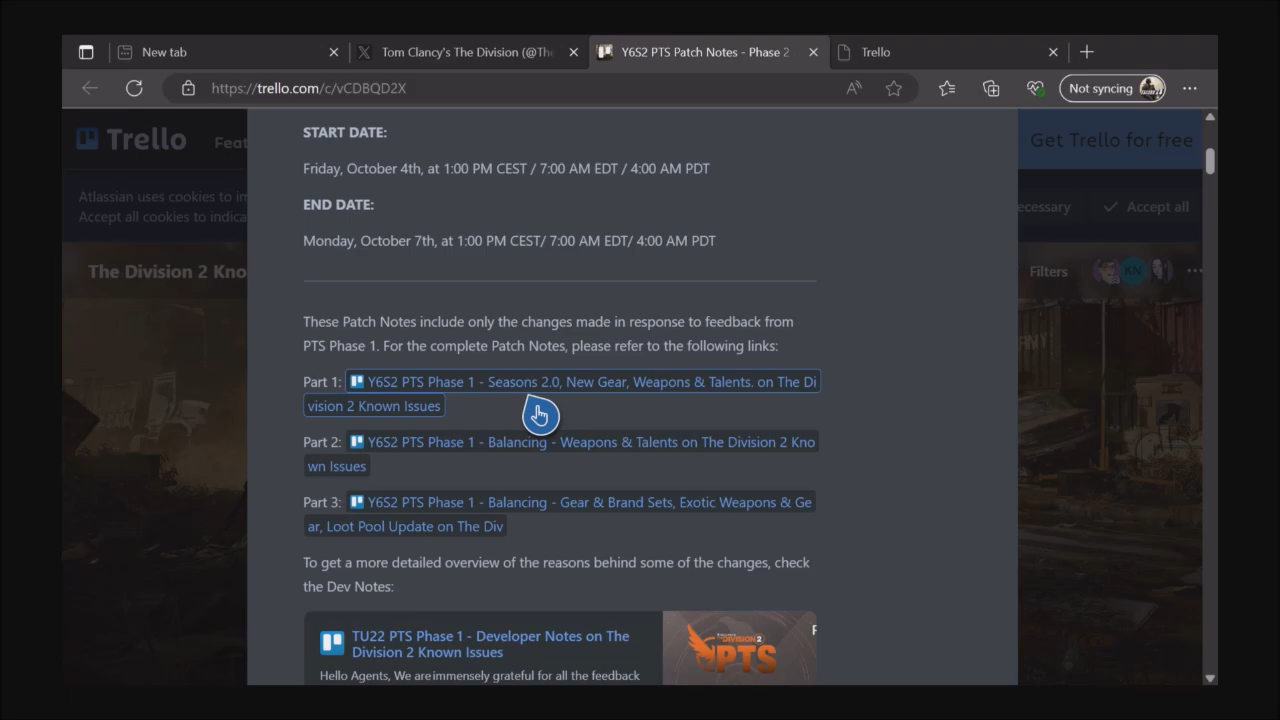 New tab
Tom Clancy's The Division (@The
Y6S2 PTS Patch Notes - Phase 2
Trello
https://trello.com/c/vCDBQD2X
Not syncing
Trello
Feat
Get Trello for free
Atlassian uses cookies to im
Accept all cookies to indica
ecessary
Accept all
The Division 2 Kno
Filters
KN
START DATE:
Friday, October 4th, at 1:00 PM CEST / 7:00 AM EDT / 4:00 AM PDT
END DATE:
Monday, October 7th, at 1:00 PM CEST/ 7:00 AM EDT/ 4:00 AM PDT
These Patch Notes include only the changes made in response to feedback from
PTS Phase 1. For the complete Patch Notes, please refer to the following links:
Part 1: Y6S2 PTS Phase 1 - Seasons 2.0, New Gear, Weapons & Talents. on The Di
vision 2 Known Issues
Part 2: Y6S2 PTS Phase 1 - Balancing - Weapons & Talents on The Division 2 Kno
wn Issues
Part 3: Y6S2 PTS Phase 1 - Balancing - Gear & Brand Sets, Exotic Weapons & Ge
ar, Loot Pool Update on The Div
To get a more detailed overview of the reasons behind some of the changes, check
the Dev Notes:
TU22 PTS Phase 1 - Developer Notes on The
Division 2 Known Issues
Hello Agents, We are immensely grateful for all the feedback
DIVISION 2
PTS